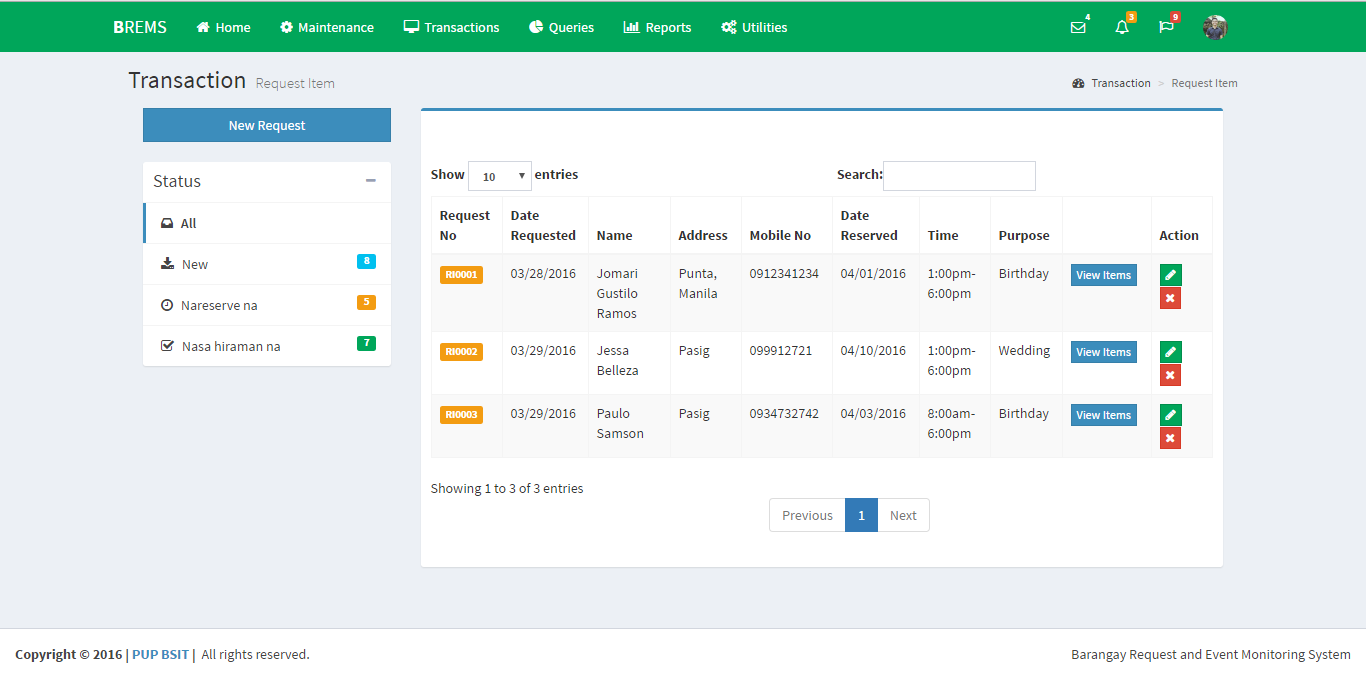 BREMS Home Maintenance Transactions Queries Reports Utilities 4 3 9
Transaction Request Item
Transaction > Request Item
New Request
Status
All
New 8
Nareserve na 5
Nasa hiraman na 7
Show 10 entries Search:
Request No Date Requested Name Address Mobile No Date Reserved Time Purpose Action
RI0001 03/28/2016 Jomari Gustilo Ramos Punta, Manila 0912341234 04/01/2016 1:00pm-6:00pm Birthday View Items
RI0002 03/29/2016 Jessa Belleza Pasig 099912721 04/10/2016 1:00pm-6:00pm Wedding View Items
RI0003 03/29/2016 Paulo Samson Pasig 0934732742 04/03/2016 8:00am-6:00pm Birthday View Items
Showing 1 to 3 of 3 entries
Previous 1 Next
Copyright © 2016 | PUP BSIT | All rights reserved. Barangay Request and Event Monitoring System